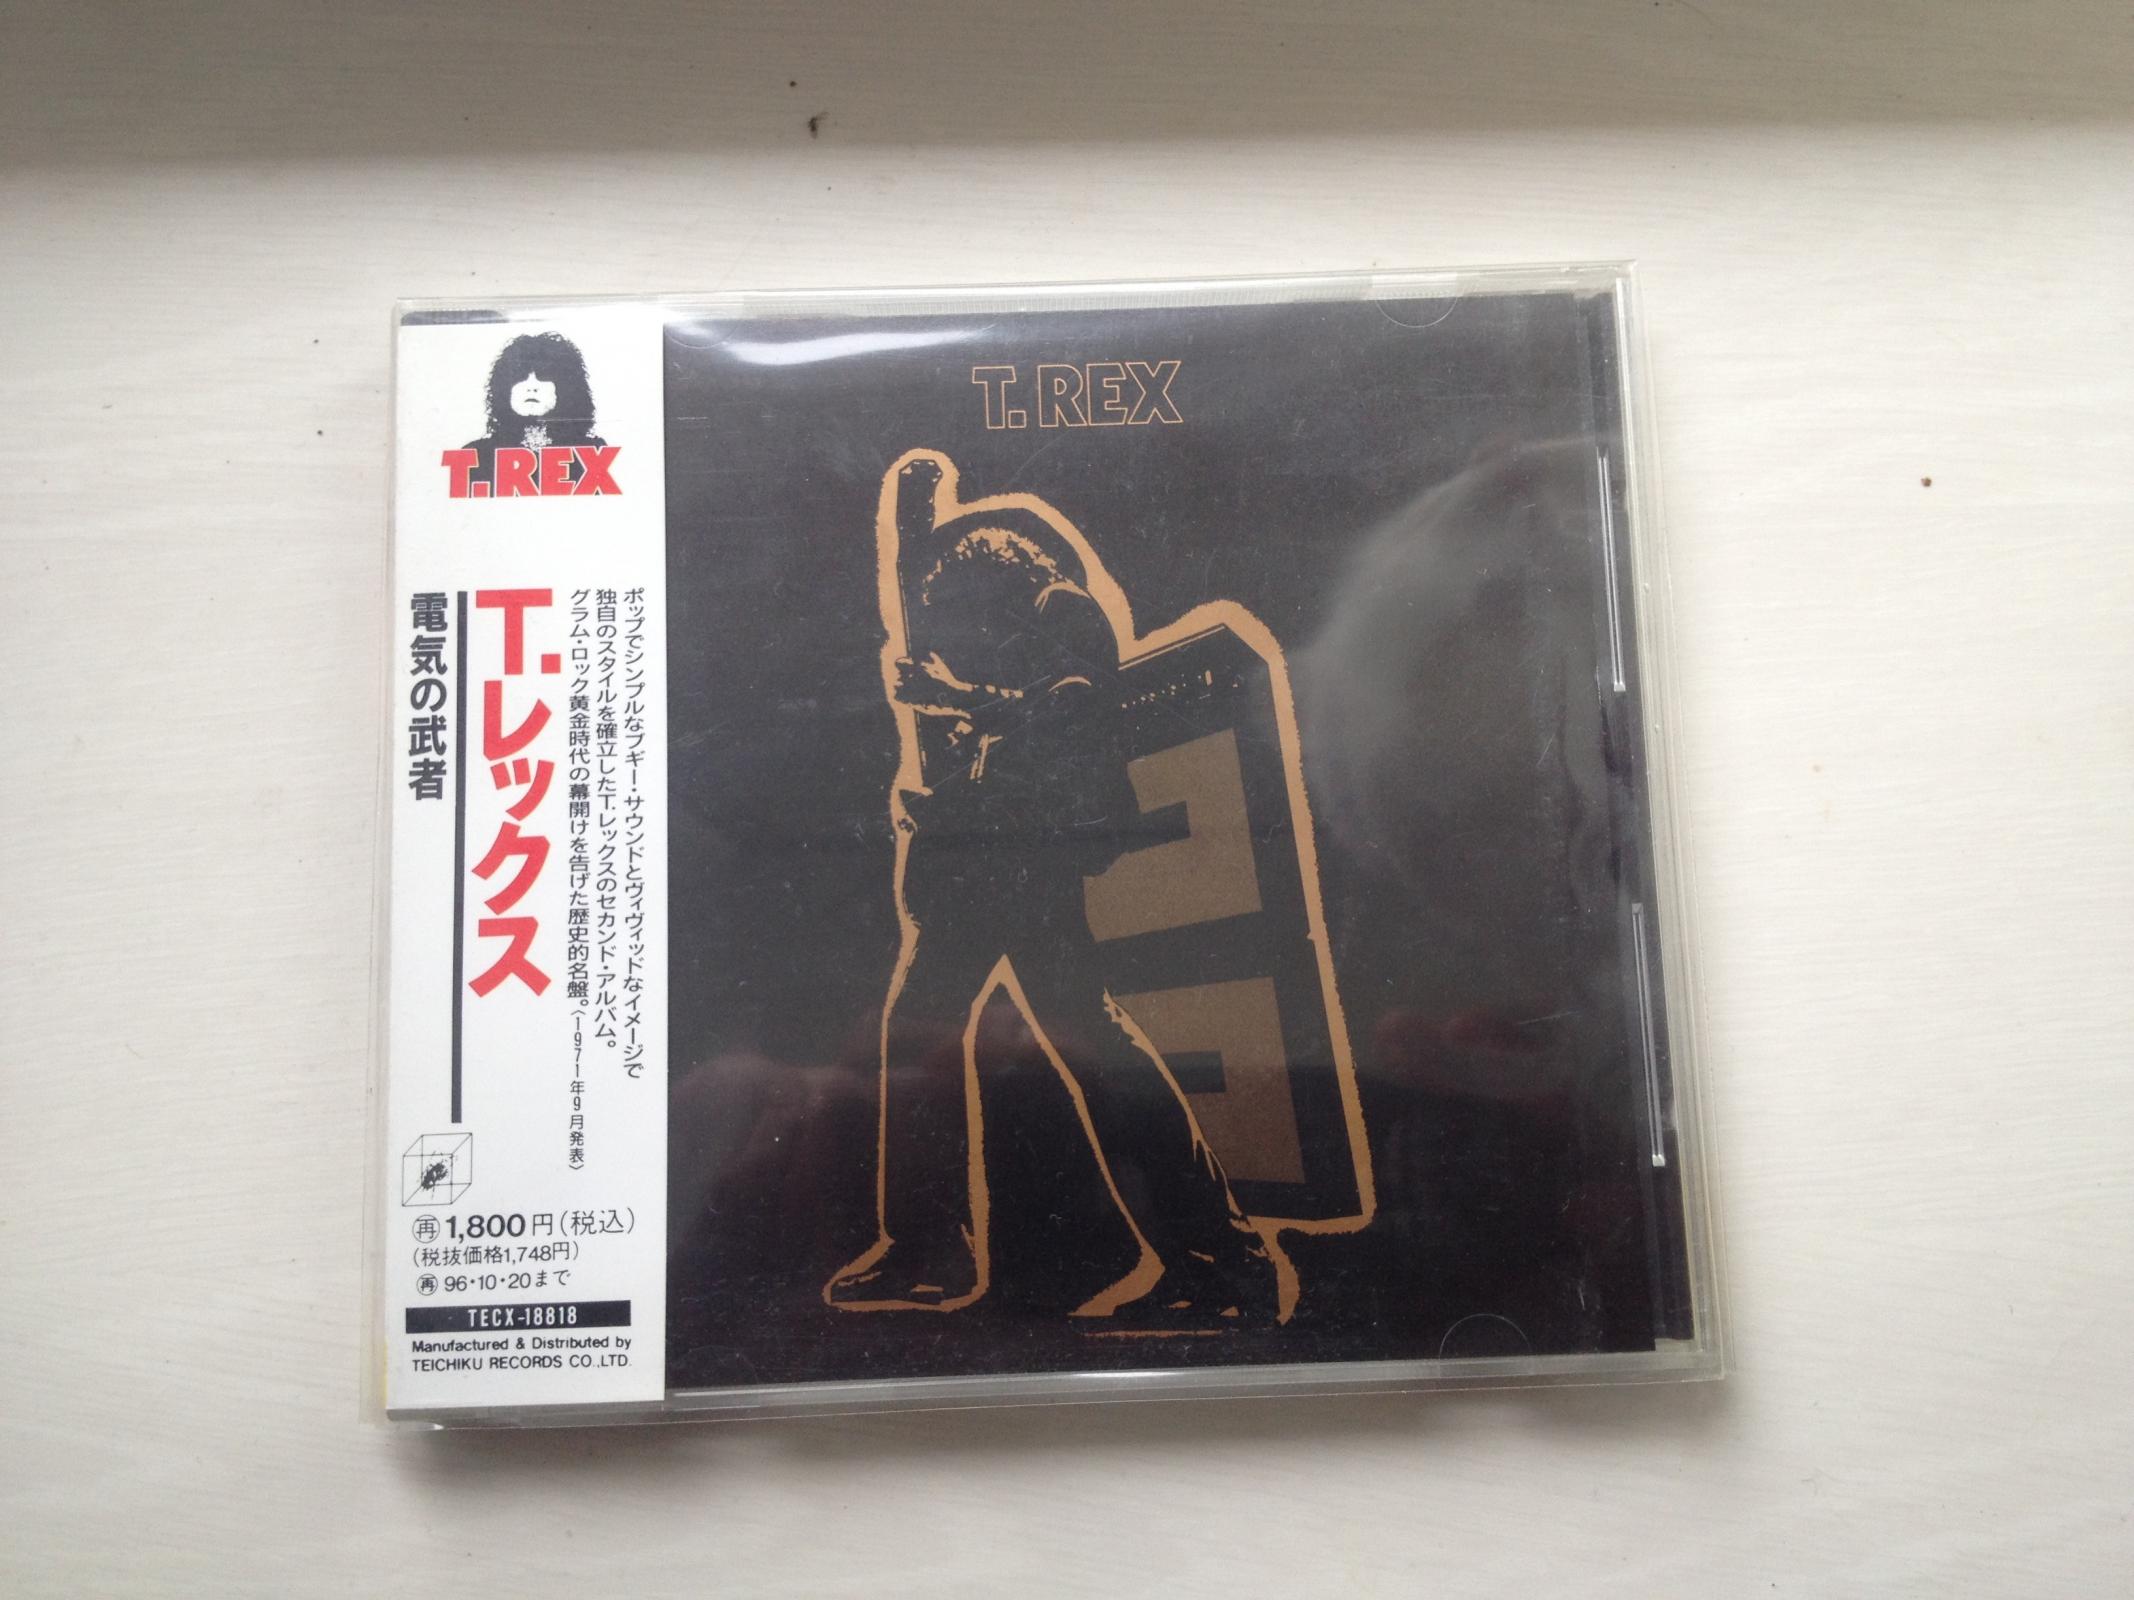 T.REX
T.REX
ポップでシンプルなブギー・サウンドとヴィヴィッドなイメージで
独自のスタイルを確立したT.レックスのセカンド・アルバム。
グラム・ロック黄金時代の幕開けを告げた歴史的名盤。〈1971年9月発表〉
T.レックス
電気の武者
再 1,800円(税込)
(税抜価格1,748円)
再 96・10・20まで
TECX-18818
Manufactured & Distributed by
TEICHIKU RECORDS CO.,LTD.